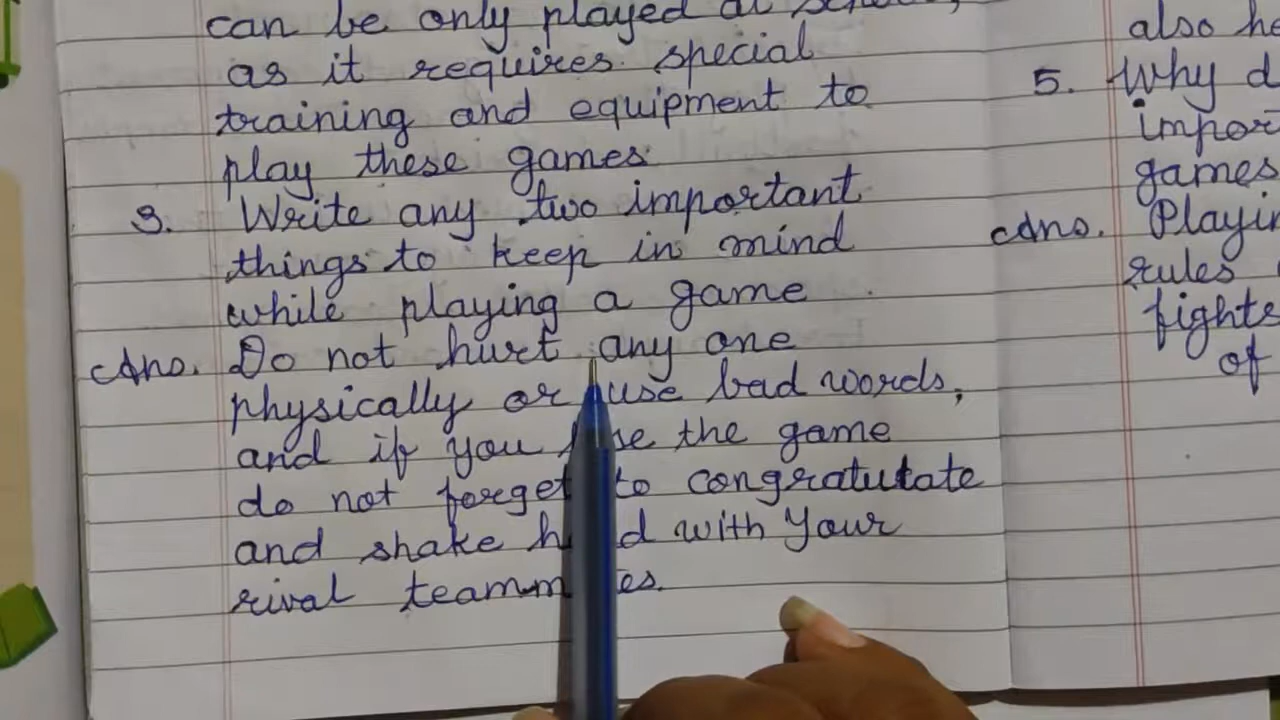 can be only played at
as it requires special
training and equipment to
play these games
3. Write any two important
things to keep in mind
while playing a game
Ans. Do not hurt any one
physically or use bad words,
and if you the game
do not forget to congratutate
and shake with your
rival
also
5. Why
games
Ans.
rules
of